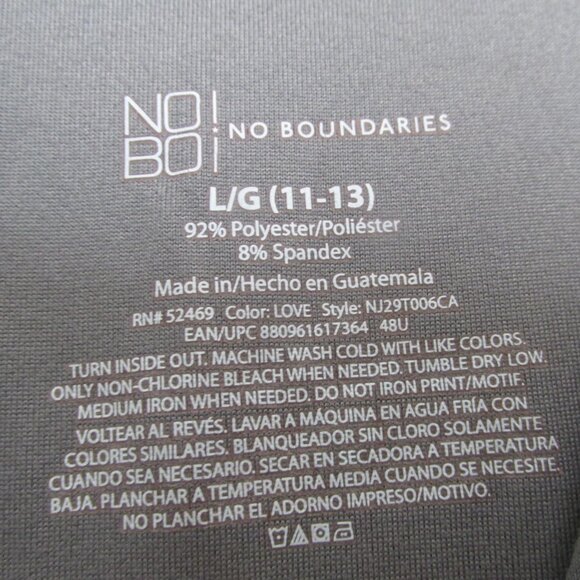 NO!
BO¡
NO BOUNDARIES
L/G (11-13)
92% Polyester/Poliéster
8% Spandex
Made in/Hecho en Guatemala
RN# 52469 Color: LOVE Style: NJ29T006CA
EAN/UPC 880961617364 48U
TURN INSIDE OUT. MACHINE WASH COLD WITH LIKE COLORS.
ONLY NON-CHLORINE BLEACH WHEN NEEDED. TUMBLE DRY LOW.
MEDIUM IRON WHEN NEEDED. DO NOT IRON PRINT/MOTIF.
VOLTEAR AL REVÉS. LAVAR A MÁQUINA EN AGUA FRÍA CON
COLORES SIMILARES. BLANQUEADOR SIN CLORO SOLAMENTE
CUANDO SEA NECESARIO. SECAR EN SECADORA A TEMPERATURA
BAJA. PLANCHAR A TEMPERATURA MEDIA CUANDO SE NECESITE.
NO PLANCHAR EL ADORNO IMPRESO/MOTIVO.